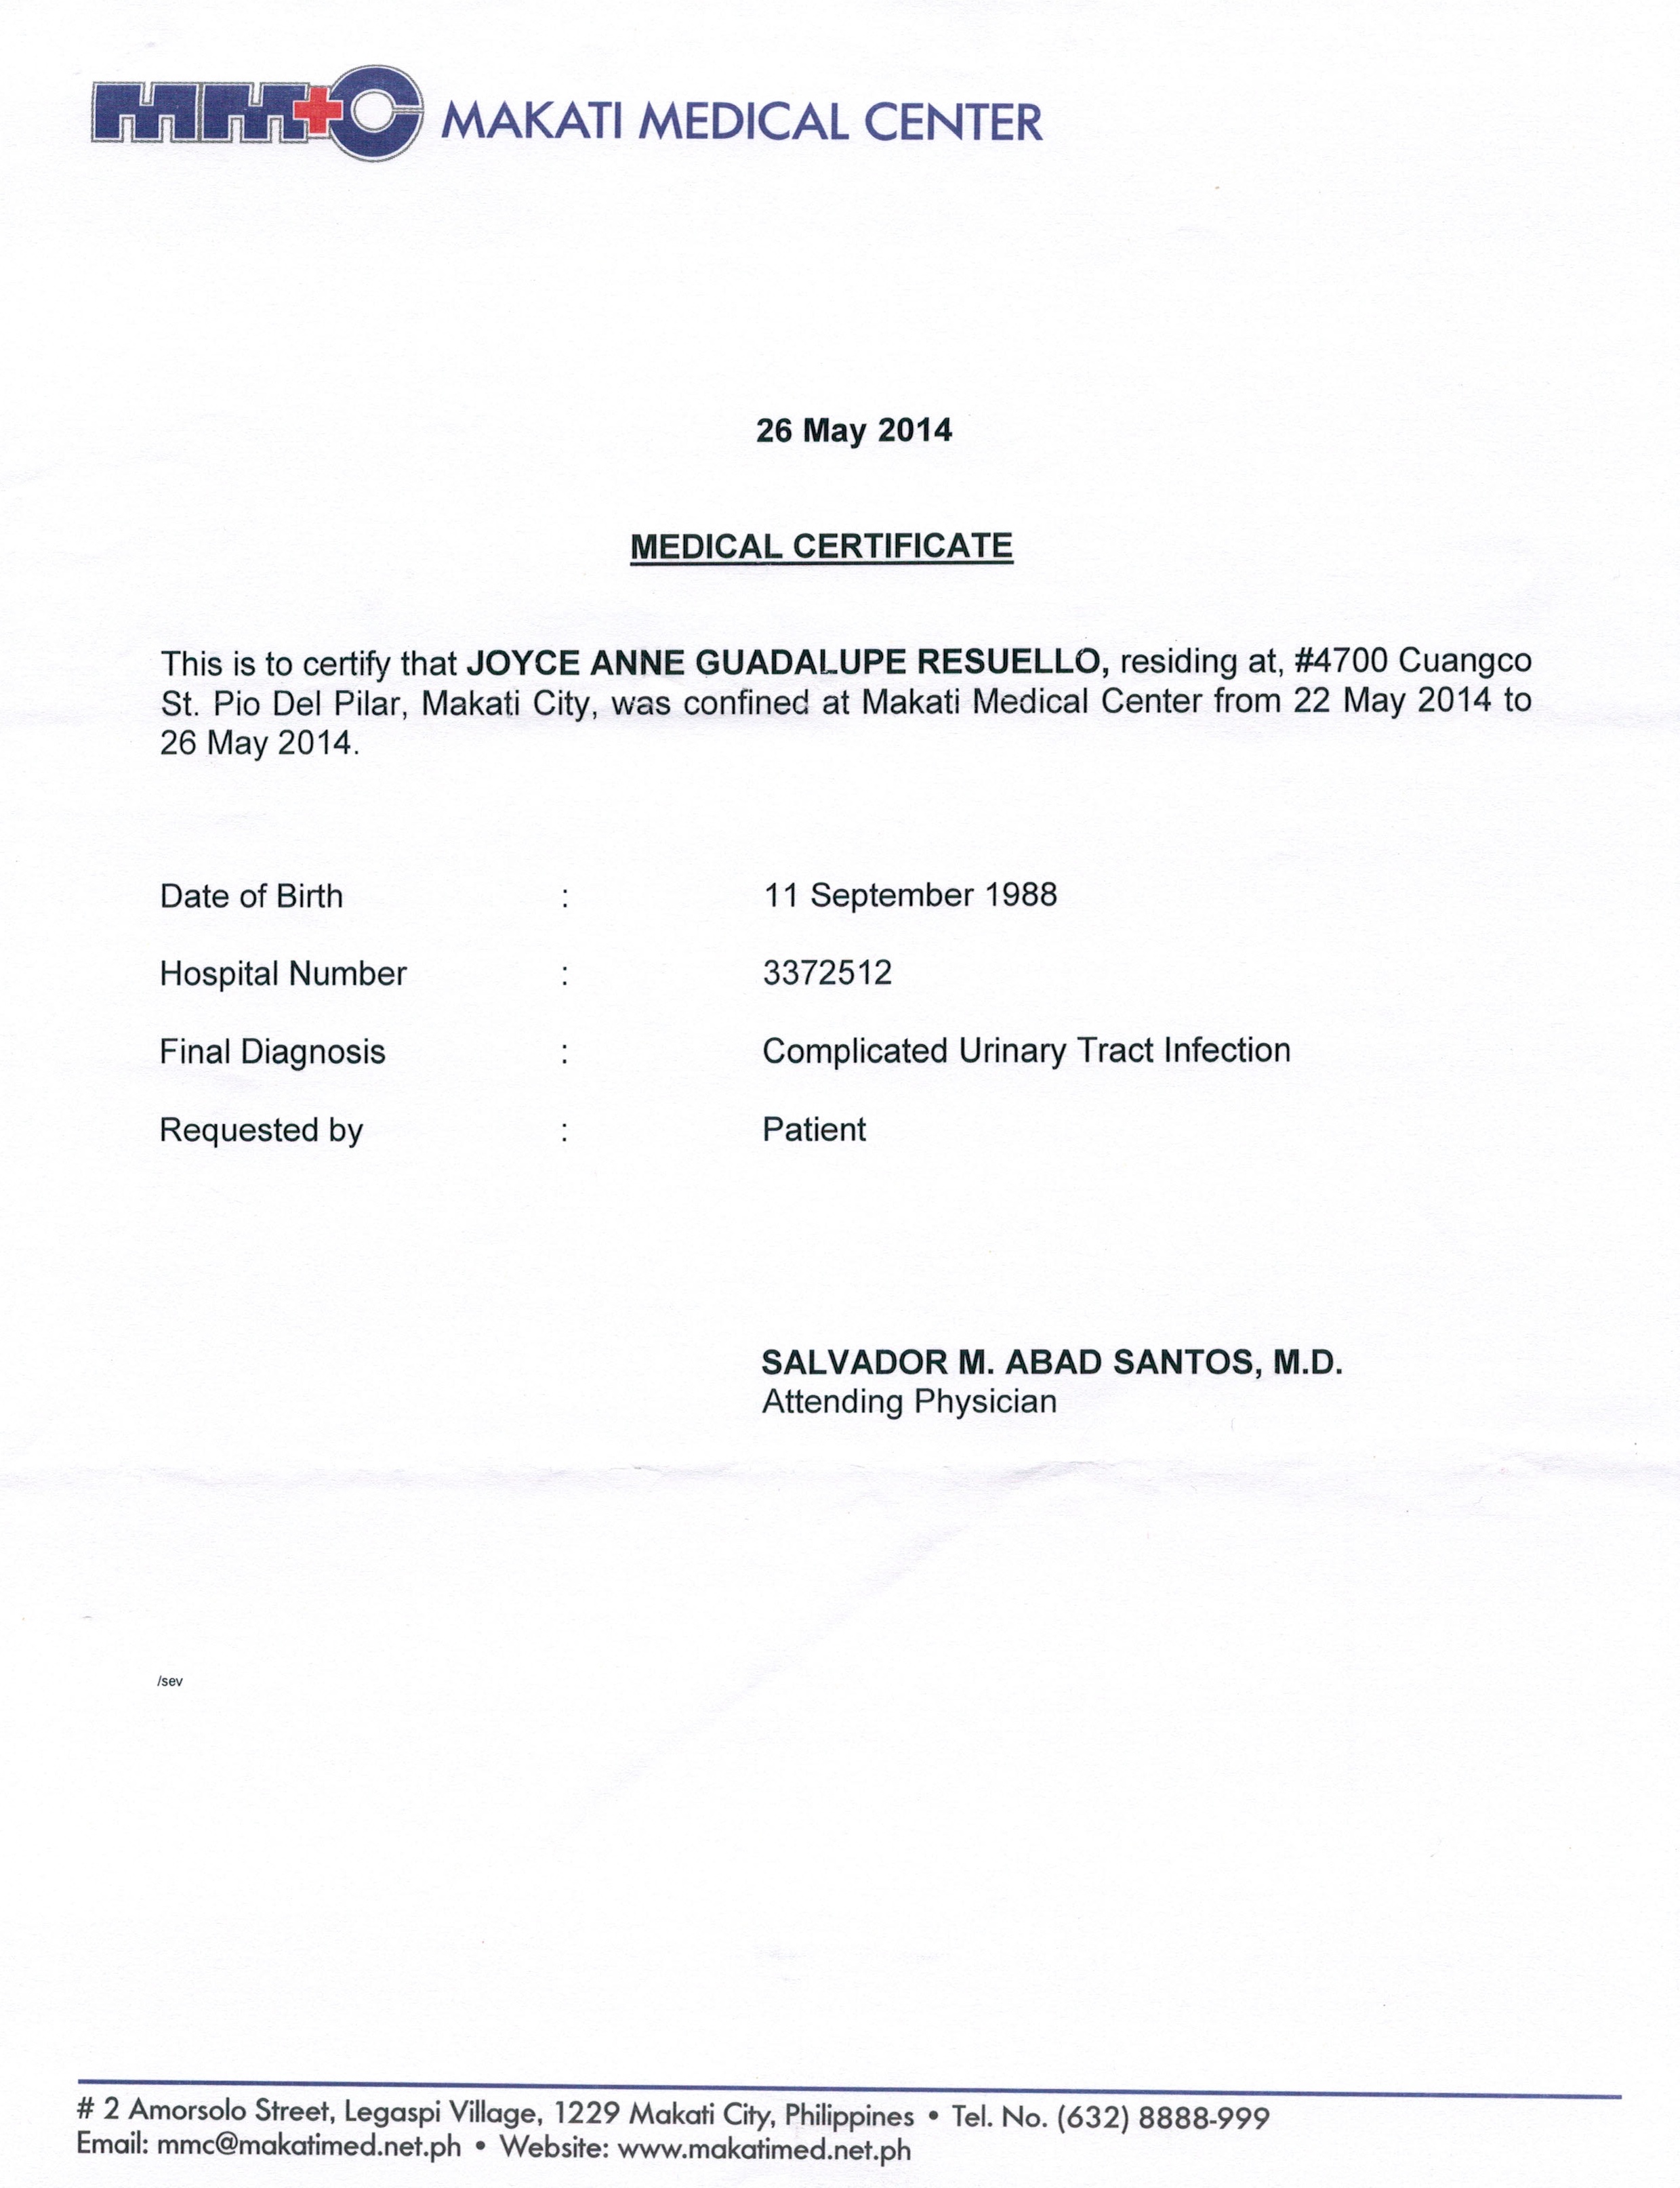 MM+C MAKATI MEDICAL CENTER
26 May 2014
MEDICAL CERTIFICATE
This is to certify that JOYCE ANNE GUADALUPE RESUELLO, residing at, #4700 Cuangco
St. Pio Del Pilar, Makati City, was confined at Makati Medical Center from 22 May 2014 to
26 May 2014.
Date of Birth : 11 September 1988
Hospital Number : 3372512
Final Diagnosis : Complicated Urinary Tract Infection
Requested by : Patient
SALVADOR M. ABAD SANTOS, M.D.
Attending Physician
/sev
# 2 Amorsolo Street, Legaspi Village, 1229 Makati City, Philippines • Tel. No. (632) 8888-999
Email: mmc@makatimed.net.ph • Website: www.makatimed.net.ph